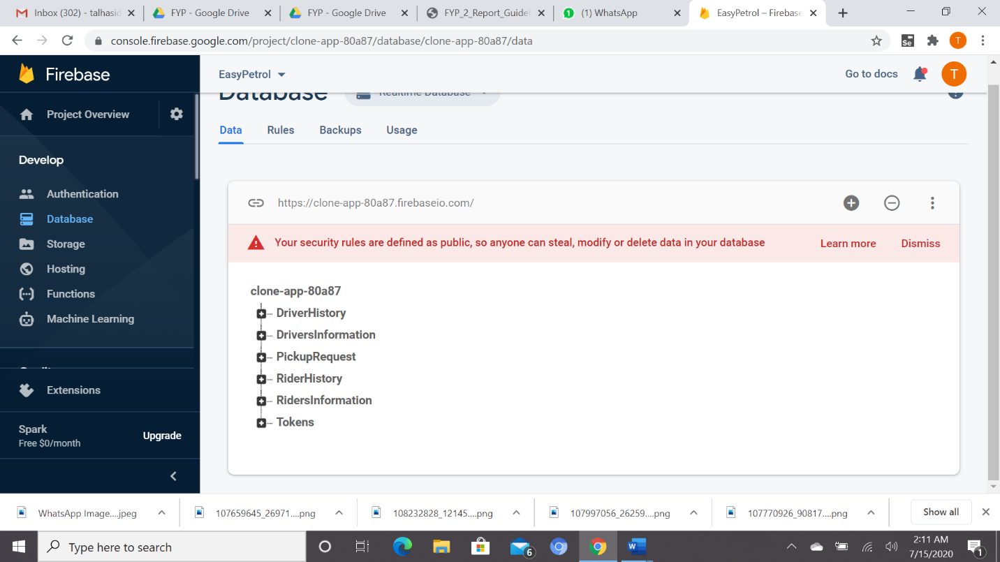 Inbox (302) - talhasid
FYP - Google Drive
FYP - Google Drive
FYP_2_Report_Guidel
(1) WhatsApp
EasyPetrol – Firebase
console.firebase.google.com/project/clone-app-80a87/database/clone-app-80a87/data
Se
T
Firebase
EasyPetrol
Go to docs
T
Database
Realtime Database
Project Overview
Data
Rules
Backups
Usage
Develop
Authentication
Database
Storage
Hosting
Functions
Machine Learning
https://clone-app-80a87.firebaseio.com/
Your security rules are defined as public, so anyone can steal, modify or delete data in your database
Learn more
Dismiss
clone-app-80a87
DriverHistory
DriversInformation
PickupRequest
RiderHistory
RidersInformation
Tokens
Extensions
Spark
Free $0/month
Upgrade
WhatsApp Image....jpeg
107659645_26971....png
108232828_12145....png
107997056_26259....png
107770926_90817....png
Show all
Type here to search
6
W
2:11 AM
7/15/2020
1